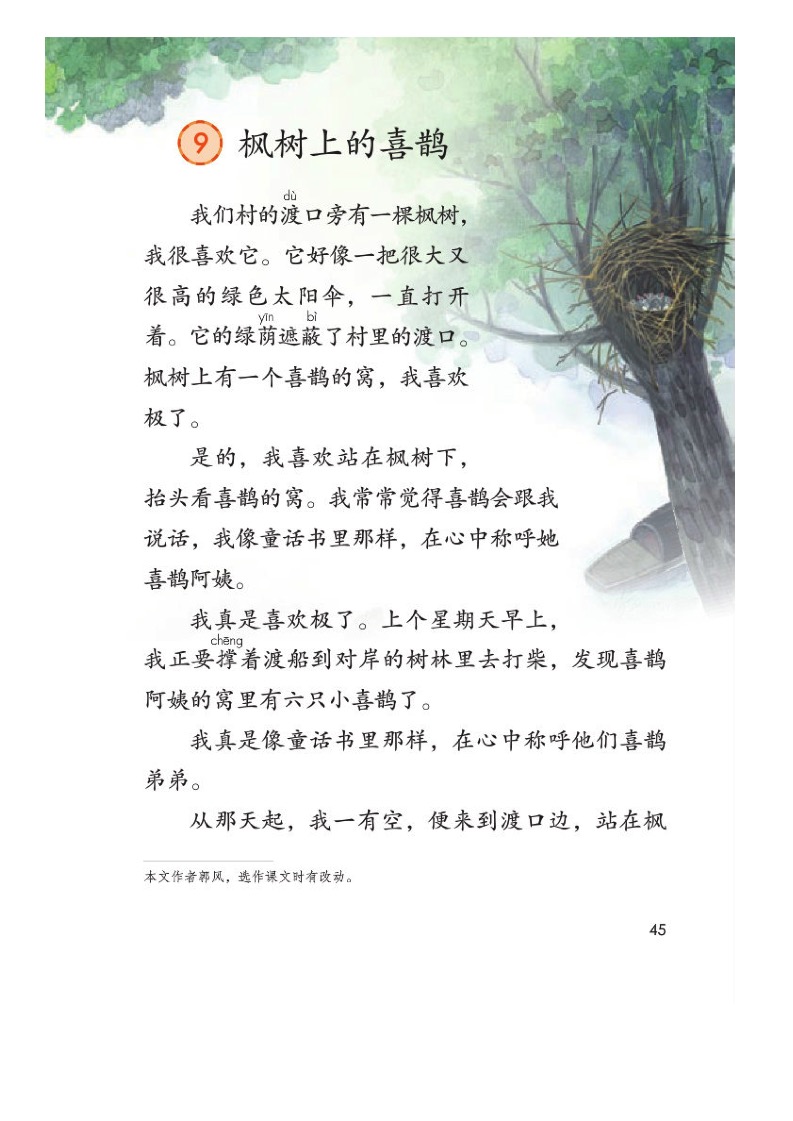 9 枫树上的喜鹊
dù
我们村的渡口旁有一棵枫树，
我很喜欢它。它好像一把很大又
很高的绿色太阳伞，一直打开
yīn bì
着。它的绿荫遮蔽了村里的渡口。
枫树上有一个喜鹊的窝，我喜欢
极了。
是的，我喜欢站在枫树下，
抬头看喜鹊的窝。我常常觉得喜鹊会跟我
说话，我像童话书里那样，在心中称呼她
喜鹊阿姨。
我真是喜欢极了。上个星期天早上，
chēng
我正要撑着渡船到对岸的树林里去打柴，发现喜鹊
阿姨的窝里有六只小喜鹊了。
我真是像童话书里那样，在心中称呼他们喜鹊
弟弟。
从那天起，我一有空，便来到渡口边，站在枫
本文作者郭风，选作课文时有改动。
45